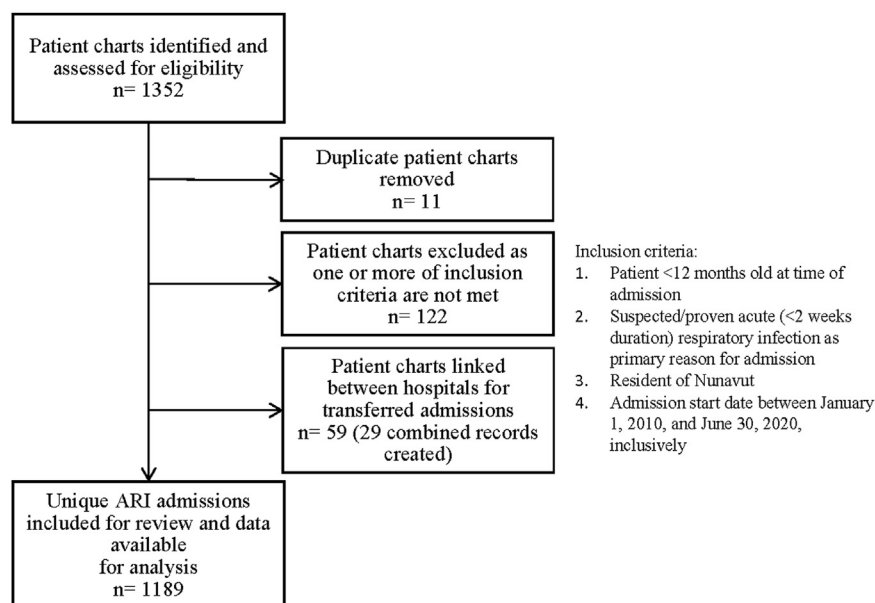 Patient charts identified and
assessed for eligibility
n= 1352
Duplicate patient charts
removed
n= 11
Patient charts excluded as
one or more of inclusion
criteria are not met
n= 122
Patient charts linked
between hospitals for
transferred admissions
n= 59 (29 combined records
created)
Unique ARI admissions
included for review and data
available
for analysis
n= 1189
Inclusion criteria:
1. Patient <12 months old at time of
admission
2. Suspected/proven acute (<2 weeks
duration) respiratory infection as
primary reason for admission
3. Resident of Nunavut
4. Admission start date between January
1, 2010, and June 30, 2020,
inclusively